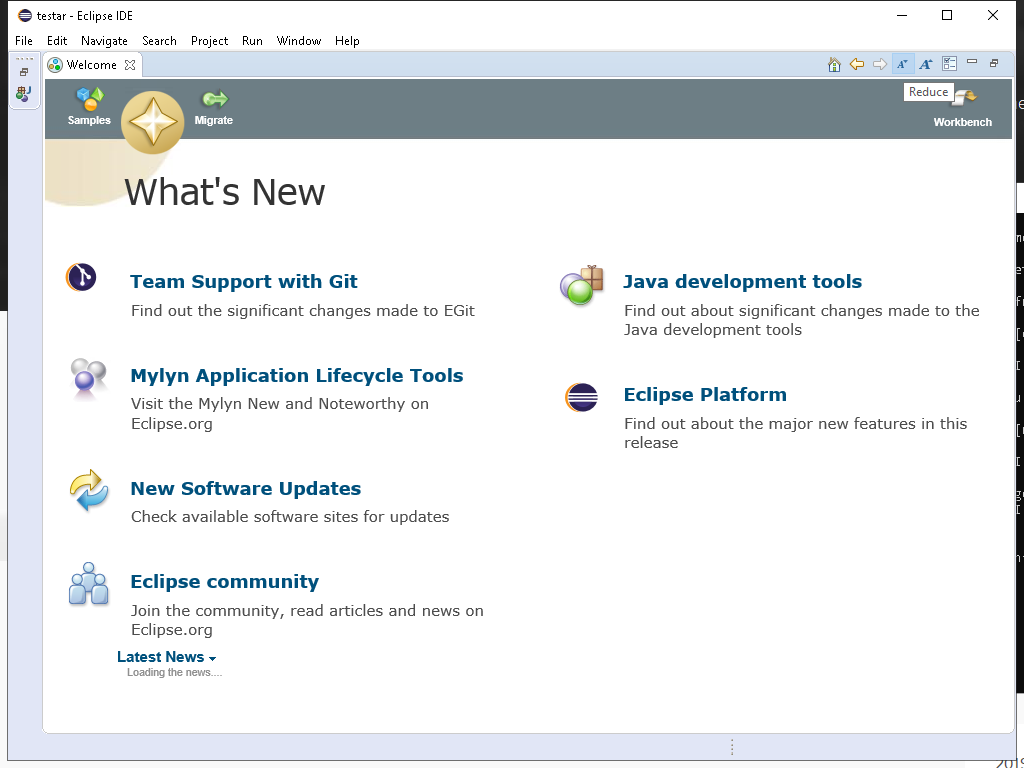 testar - Eclipse IDE
File Edit Navigate Search Project Run Window Help
Welcome
Reduce
Samples
Migrate
Workbench
What's New
Team Support with Git
Find out the significant changes made to EGit
Mylyn Application Lifecycle Tools
Visit the Mylyn New and Noteworthy on
Eclipse.org
New Software Updates
Check available software sites for updates
Eclipse community
Join the community, read articles and news on
Eclipse.org
Latest News
Loading the news....
Java development tools
Find out about significant changes made to the
Java development tools
Eclipse Platform
Find out about the major new features in this
release